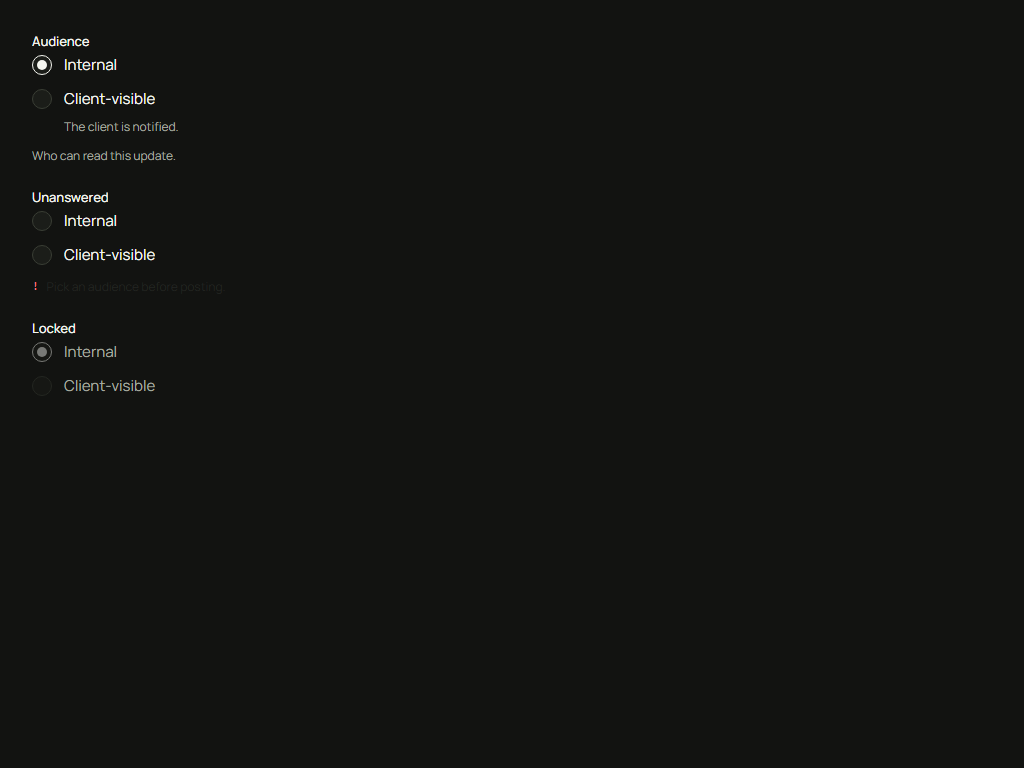 Audience
Internal
Client-visible
The client is notified.
Who can read this update.
Unanswered
Internal
Client-visible
! Pick an audience before posting.
Locked
Internal
Client-visible